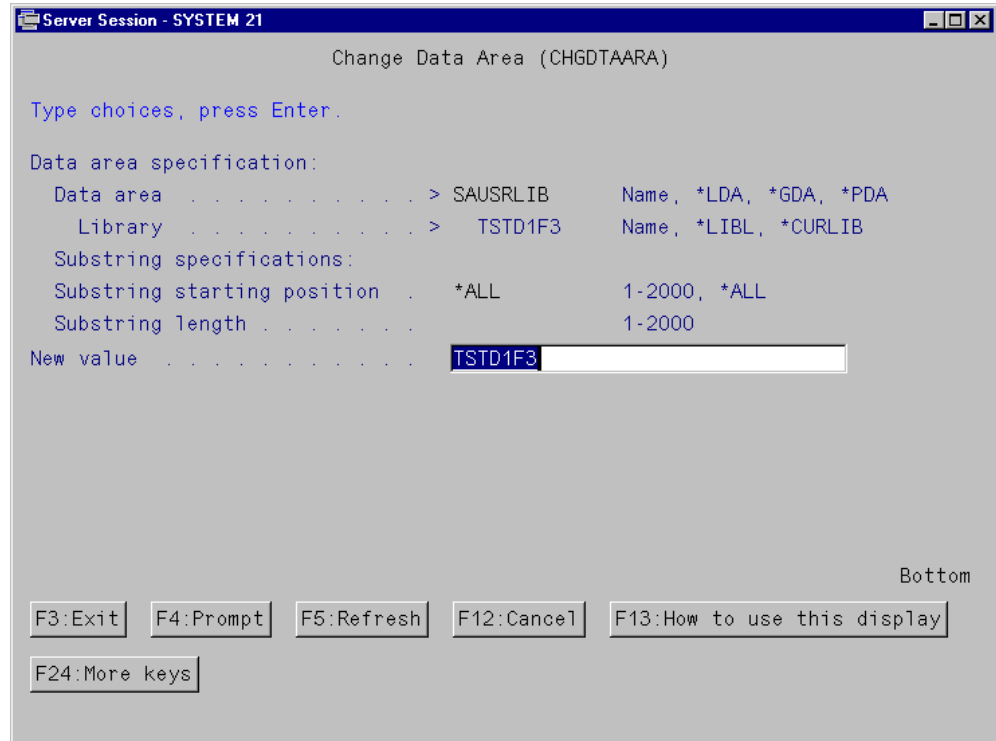 Server Session - SYSTEM 21
Change Data Area (CHGDTAARA)
Type choices, press Enter.
Data area specification:
Data area . . . . . . . . . . > SAUSRLIB Name, *LDA, *GDA, *PDA
Library . . . . . . . . . . > TSTD1F3 Name, *LIBL, *CURLIB
Substring specifications:
Substring starting position . *ALL 1-2000, *ALL
Substring length . . . . . . . 1-2000
New value . . . . . . . . . . . TSTD1F3
Bottom
F3:Exit F4:Prompt F5:Refresh F12:Cancel F13:How to use this display
F24:More keys